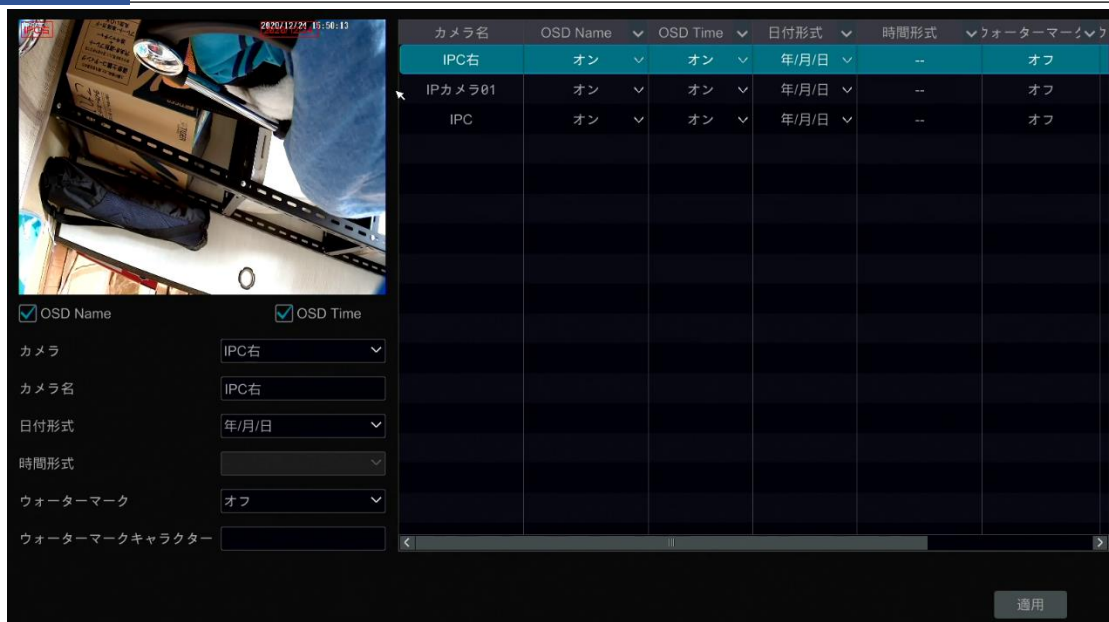 2020/12/24 15:50:13
カメラ名 OSD Name OSD Time 日付形式 時間形式 ウォーターマーク
IPC右 オン オン 年/月/日 -- オフ
IPカメラ01 オン オン 年/月/日 -- オフ
IPC オン オン 年/月/日 -- オフ
OSD Name OSD Time
カメラ IPC右
カメラ名 IPC右
日付形式 年/月/日
時間形式
ウォーターマーク オフ
ウォーターマークキャラクター
適用